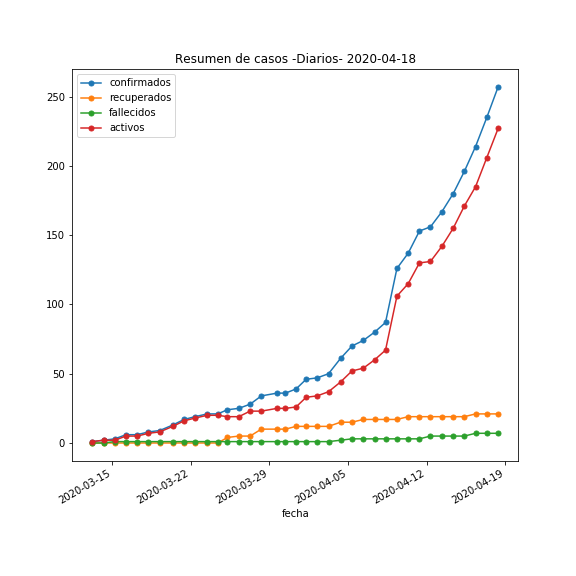 Resumen de casos -Diarios- 2020-04-18
confirmados
recuperados
fallecidos
activos
250
200
150
100
50
0
2020-03-15
2020-03-22
2020-03-29
2020-04-05
2020-04-12
2020-04-19
fecha